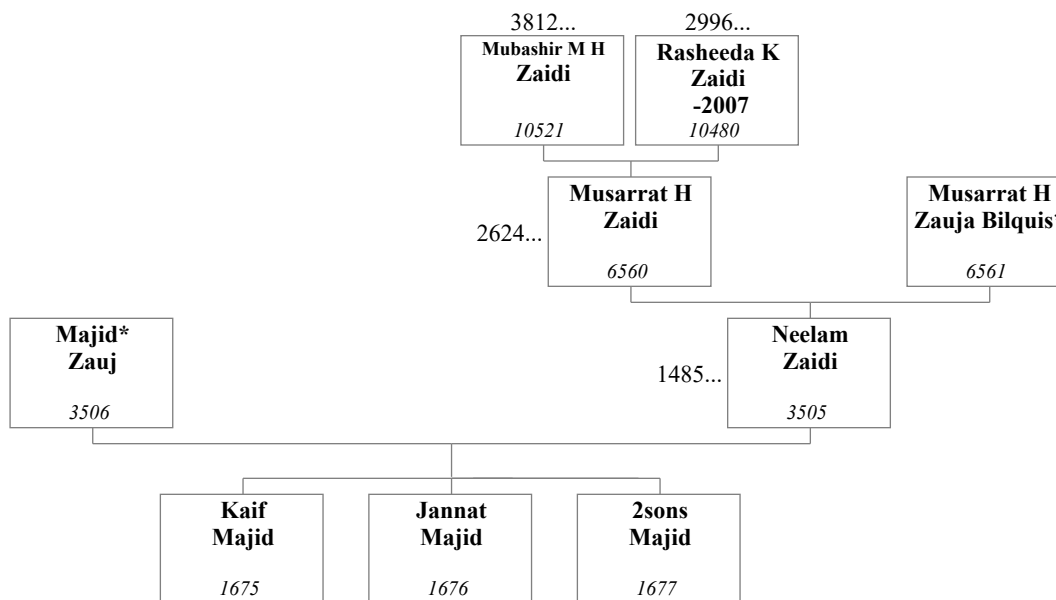 3812...
2996...
Mubashir M H
Zaidi
10521
Rasheeda K
Zaidi
-2007
10480
2624...
Musarrat H
Zaidi
6560
Musarrat H
Zauja Bilquis*
6561
Majid*
Zauj
3506
1485...
Neelam
Zaidi
3505
Kaif
Majid
1675
Jannat
Majid
1676
2sons
Majid
1677